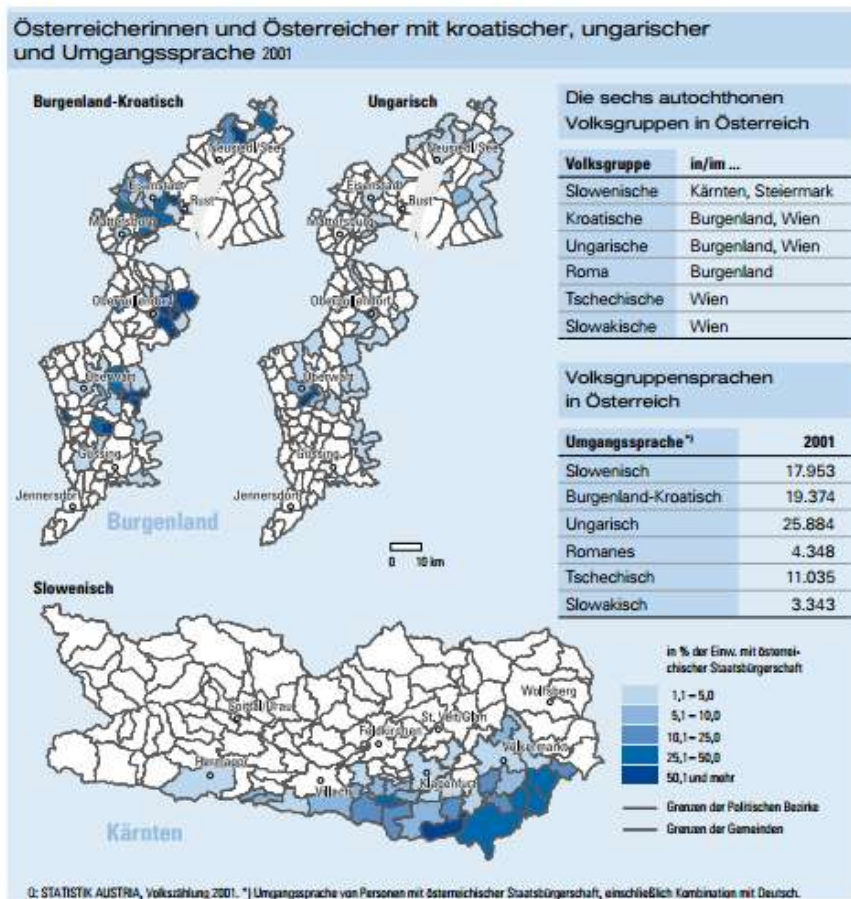 Österreicherinnen und Österreicher mit kroatischer, ungarischer
und Umgangssprache 2001
Burgenland-Kroatisch
Neusiedl/See
Eisenstadt
Rust
Mattersburg
Oberpullendorf
Oberwart
Güssing
Jennersdorf
Burgenland
Ungarisch
Neusiedl/See
Eisenstadt
Rust
Mattersburg
Oberpullendorf
Oberwart
Güssing
Jennersdorf
0 10 km
Die sechs autochthonen
Volksgruppen in Österreich
Volksgruppe in/im ...
Slowenische Kärnten, Steiermark
Kroatische Burgenland, Wien
Ungarische Burgenland, Wien
Roma Burgenland
Tschechische Wien
Slowakische Wien
Volksgruppensprachen
in Österreich
Umgangssprache*) 2001
Slowenisch 17.953
Burgenland-Kroatisch 19.374
Ungarisch 25.884
Romanes 4.348
Tschechisch 11.035
Slowakisch 3.343
Slowenisch
Spittal/Drau
Hermagor
Feldkirchen
St. Veit/Glan
Wolfsberg
Völkermarkt
Villach
Klagenfurt
Kärnten
in % der Einw. mit österrei-
chischer Staatsbürgerschaft
1,1 – 5,0
5,1 – 10,0
10,1 – 25,0
25,1 – 50,0
50,1 und mehr
Grenzen der Politischen Bezirke
Grenzen der Gemeinden
Q: STATISTIK AUSTRIA, Volkszählung 2001. *) Umgangssprache von Personen mit österreichischer Staatsbürgerschaft, einschließlich Kombination mit Deutsch.